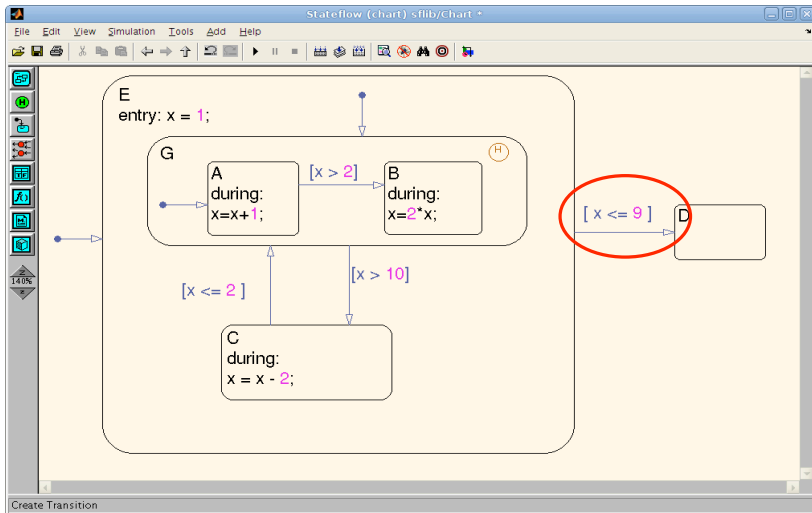 Stateflow (chart) sflib/Chart *
File Edit View Simulation Tools Add Help
E
entry: x = 1;
G
H
A
during:
x=x+1;
[x > 2]
B
during:
x=2*x;
[ x <= 9 ]
D
[x <= 2 ]
[x > 10]
C
during:
x = x - 2;
H
f()
Z
140%
Z
Create Transition